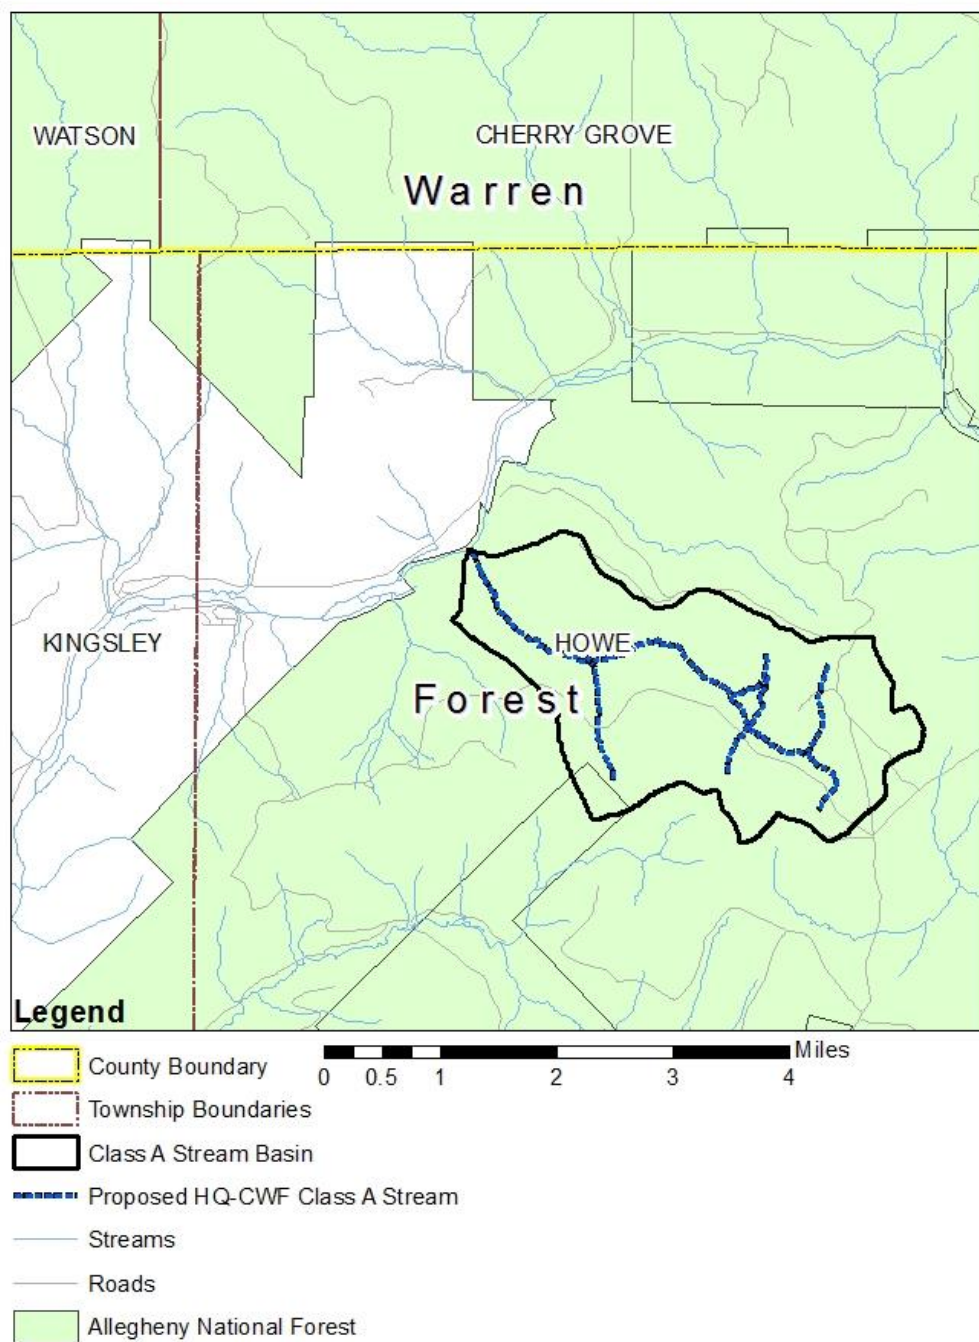 WATSON
CHERRY GROVE
Warren
KINGSLEY
HOWE
Forest
Legend
County Boundary
Miles
0 0.5 1 2 3 4
Township Boundaries
Class A Stream Basin
Proposed HQ-CWF Class A Stream
Streams
Roads
Allegheny National Forest